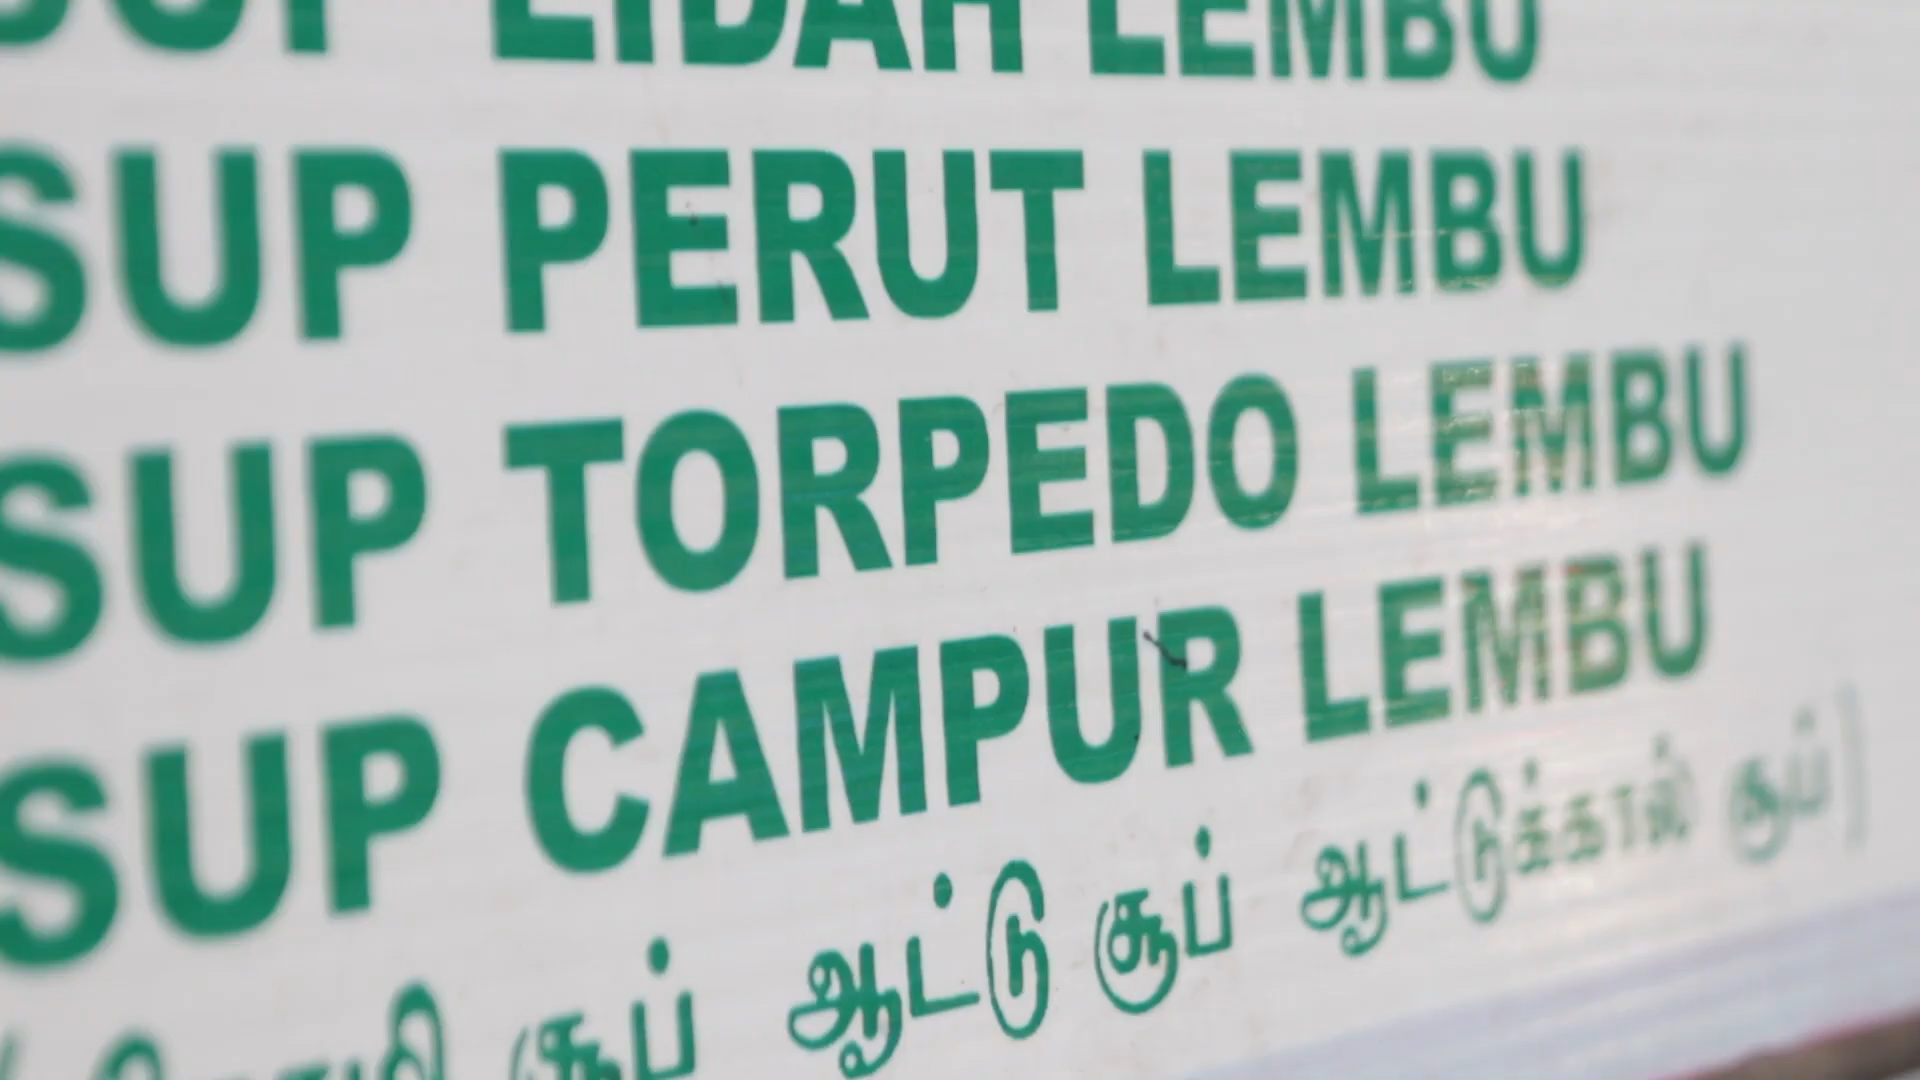 SUP LIDAH LEMBU
SUP PERUT LEMBU
SUP TORPEDO LEMBU
SUP CAMPUR LEMBU
சூப் ஆட்டு சூப் ஆட்டுக்கால் சூப்)